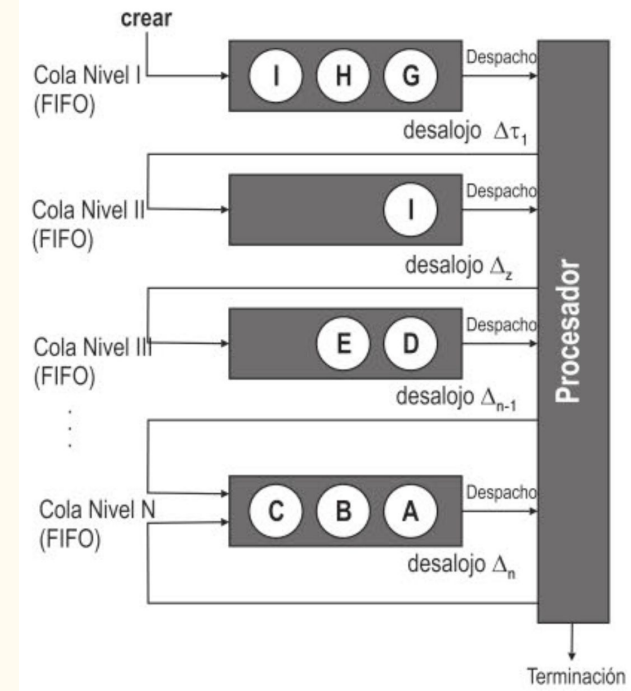 crear
Cola Nivel I
(FIFO)
I H G
Despacho
desalojo Δτ₁
Cola Nivel II
(FIFO)
I
Despacho
desalojo Δz
Cola Nivel III
(FIFO)
E D
Despacho
desalojo Δn-1
.
.
.
Cola Nivel N
(FIFO)
C B A
Despacho
desalojo Δn
Procesador
Terminación